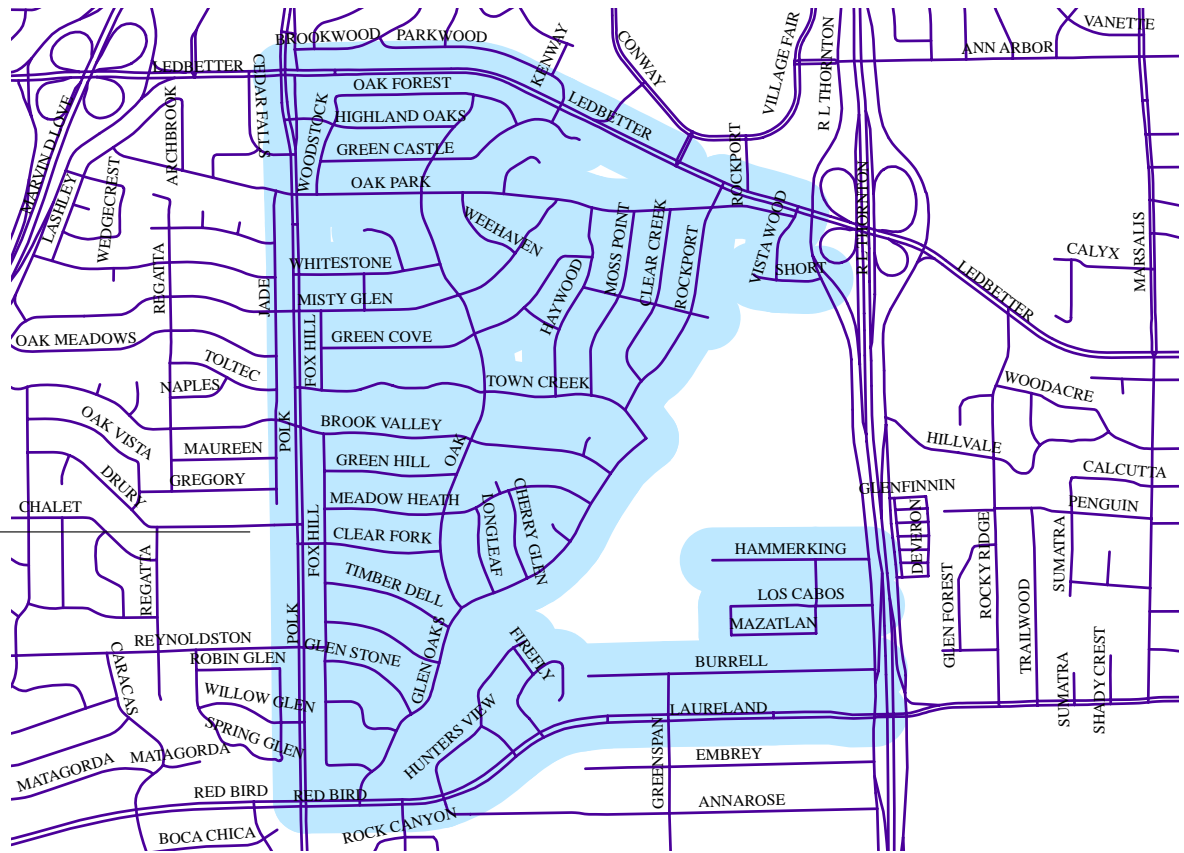 BROOKWOOD
PARKWOOD
KENWAY
CONWAY
VILLAGE FAIR
R L THORNTON
ANN ARBOR
VANETTE
LEDBETTER
CEDAR FALLS
OAK FOREST
LEDBETTER
HARVIN D LOVE
ARCHBROOK
WOODSTOCK
HIGHLAND OAKS
GREEN CASTLE
ROCKPORT
LASHLEY
WEDGECREST
OAK PARK
WEEHAVEN
MOSS POINT
CLEAR CREEK
ROCKPORT
VISTA WOOD
SHORT
R L THORNTON
LEDBETTER
CALYX
MARSALIS
REGATTA
JADE
WHITESTONE
MISTY GLEN
HAYWOOD
OAK MEADOWS
FOX HILL
GREEN COVE
TOLTEC
NAPLES
TOWN CREEK
WOODACRE
OAK VISTA
POLK
BROOK VALLEY
OAK
HILLVALE
MAUREEN
GREEN HILL
DRURY
GREGORY
CALCUTTA
GLENFINNIN
CHALET
MEADOW HEATH
LONGLEAF
CHERRY GLEN
PENGUIN
FOX HILL
CLEAR FORK
HAMMERKING
DEVERON
ROCKY RIDGE
SUMATRA
REGATTA
TIMBER DELL
LOS CABOS
MAZATLAN
GLEN FOREST
TRAILWOOD
POLK
REYNOLDSTON
CARACAS
ROBIN GLEN
GLEN STONE
GLEN OAKS
FIREFLY
BURRELL
WILLOW GLEN
SUMATRA
SHADY CREST
SPRING GLEN
HUNTERS VIEW
LAURELAND
MATAGORDA
MATAGORDA
GREENSPAN
EMBREY
RED BIRD
RED BIRD
ANNAROSE
BOCA CHICA
ROCK CANYON